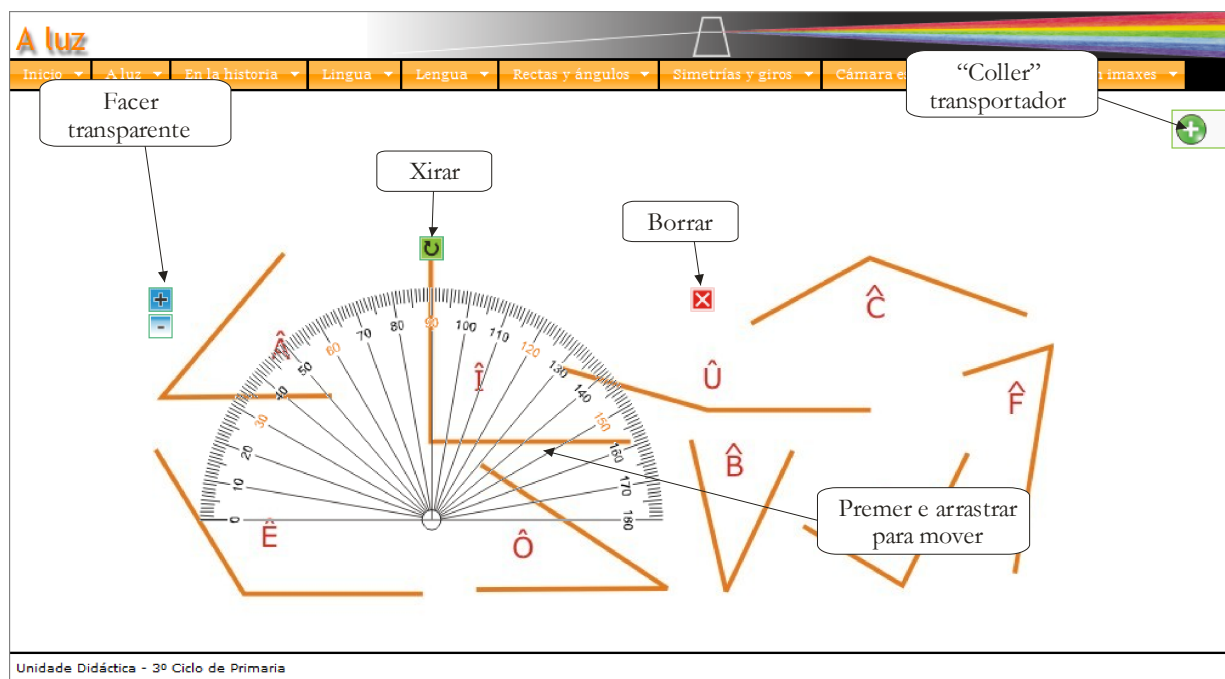 A luz
Inicio
A luz
En la historia
Lingua
Lengua
Rectas y ángulos
Simetrías y giros
Cámara es
imaxes
Facer
transparente
Xirar
Borrar
“Coller”
transportador
Premer e arrastrar
para mover
Â
Î
Û
Ĉ
F̂
B̂
Ê
Ô
0
10
20
30
40
50
60
70
80
90
100
110
120
130
140
150
160
170
180
Unidade Didáctica - 3º Ciclo de Primaria